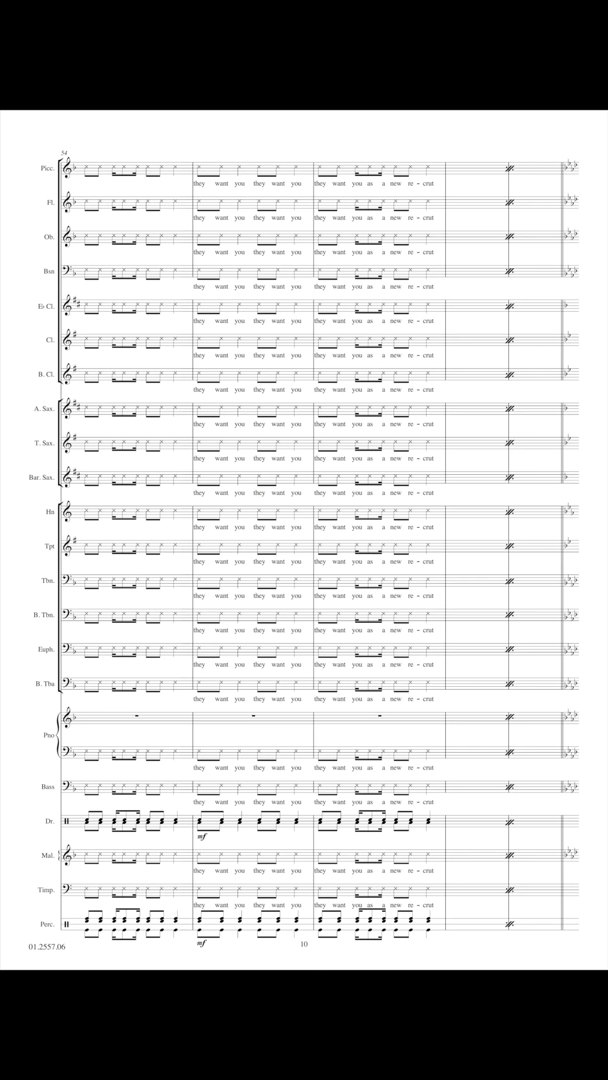 54
Picc.
they want you they want you they want you as a new re-crut
Fl.
they want you they want you they want you as a new re-crut
Ob.
they want you they want you they want you as a new re-crut
Bsn
they want you they want you they want you as a new re-crut
E♭ Cl.
they want you they want you they want you as a new re-crut
Cl.
they want you they want you they want you as a new re-crut
B. Cl.
they want you they want you they want you as a new re-crut
A. Sax.
they want you they want you they want you as a new re-crut
T. Sax.
they want you they want you they want you as a new re-crut
Bar. Sax.
they want you they want you they want you as a new re-crut
Hn
they want you they want you they want you as a new re-crut
Tpt
they want you they want you they want you as a new re-crut
Tbn.
they want you they want you they want you as a new re-crut
B. Tbn.
they want you they want you they want you as a new re-crut
Euph.
they want you they want you they want you as a new re-crut
B. Tba
they want you they want you they want you as a new re-crut
Pno
they want you they want you they want you as a new re-crut
Bass
they want you they want you they want you as a new re-crut
Dr.
mf
Mal.
they want you they want you they want you as a new re-crut
Timp.
they want you they want you they want you as a new re-crut
Perc.
mf
01.2557.06
10